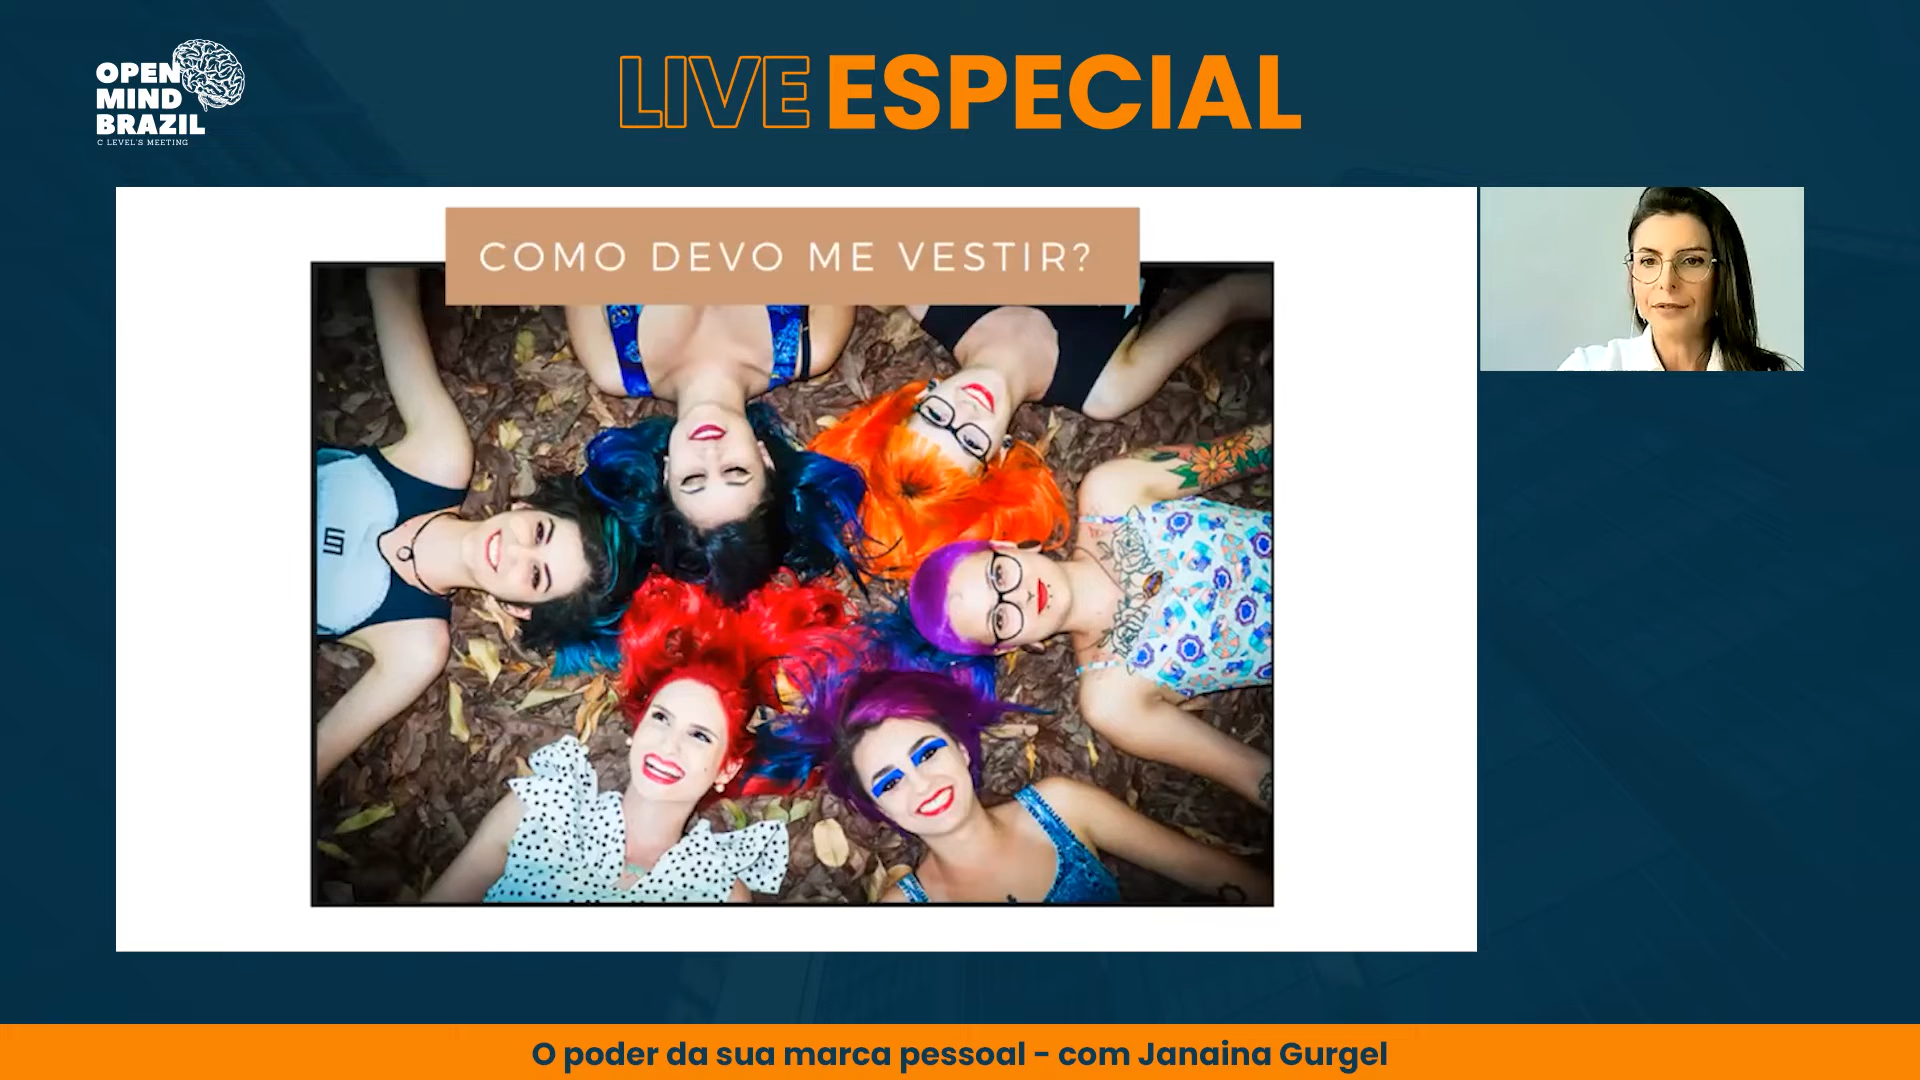 OPEN
MIND
BRAZIL
C LEVEL'S MEETING
LIVE ESPECIAL
COMO DEVO ME VESTIR?
O poder da sua marca pessoal - com Janaina Gurgel